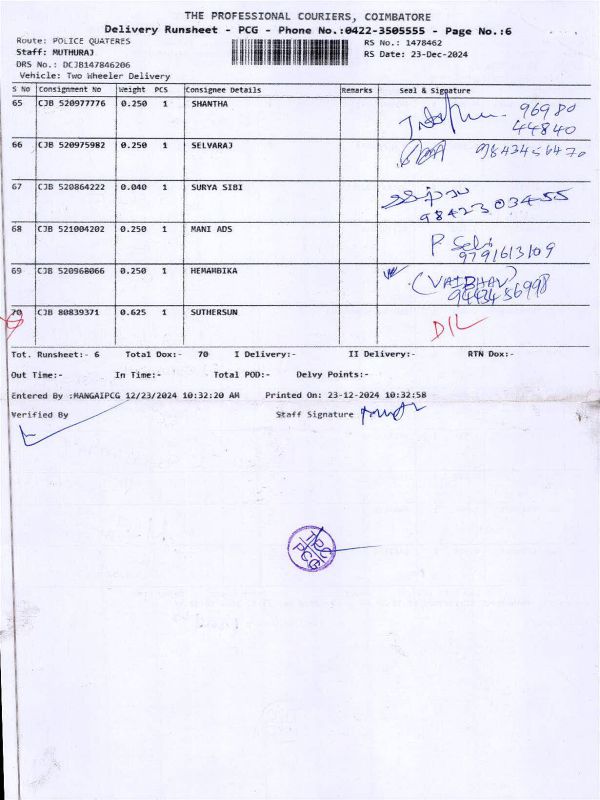 THE PROFESSIONAL COURIERS, COIMBATORE
Delivery Runsheet - PCG - Phone No.:0422-3505555 - Page No.:6
Route: POLICE QUATERES RS No.: 1478462
Staff: MUTHURAJ RS Date: 23-Dec-2024
DRS No.: DCJB147846206
Vehicle: Two Wheeler Delivery
S No Consignment No Weight PCS Consignee Details Remarks Seal & Signature
65 CJB 520977776 0.250 1 SHANTHA 96980
44840
66 CJB 520975982 0.250 1 SELVARAJ 9843456470
67 CJB 520864222 0.040 1 SURYA SIBI
9842303455
68 CJB 521004202 0.250 1 MANI ADS P. Selvi
9791613109
69 CJB 520968066 0.250 1 HEMAMBIKA (VAIBHAV)
9443456998
70 CJB 80839371 0.625 1 SUTHERSUN D/L
Tot. Runsheet:- 6 Total Dox:- 70 I Delivery:- II Delivery:- RTN Dox:-
Out Time:- In Time:- Total POD:- Delvy Points:-
Entered By :MANGAIPCG 12/23/2024 10:32:20 AM Printed On: 23-12-2024 10:32:58
Verified By Staff Signature